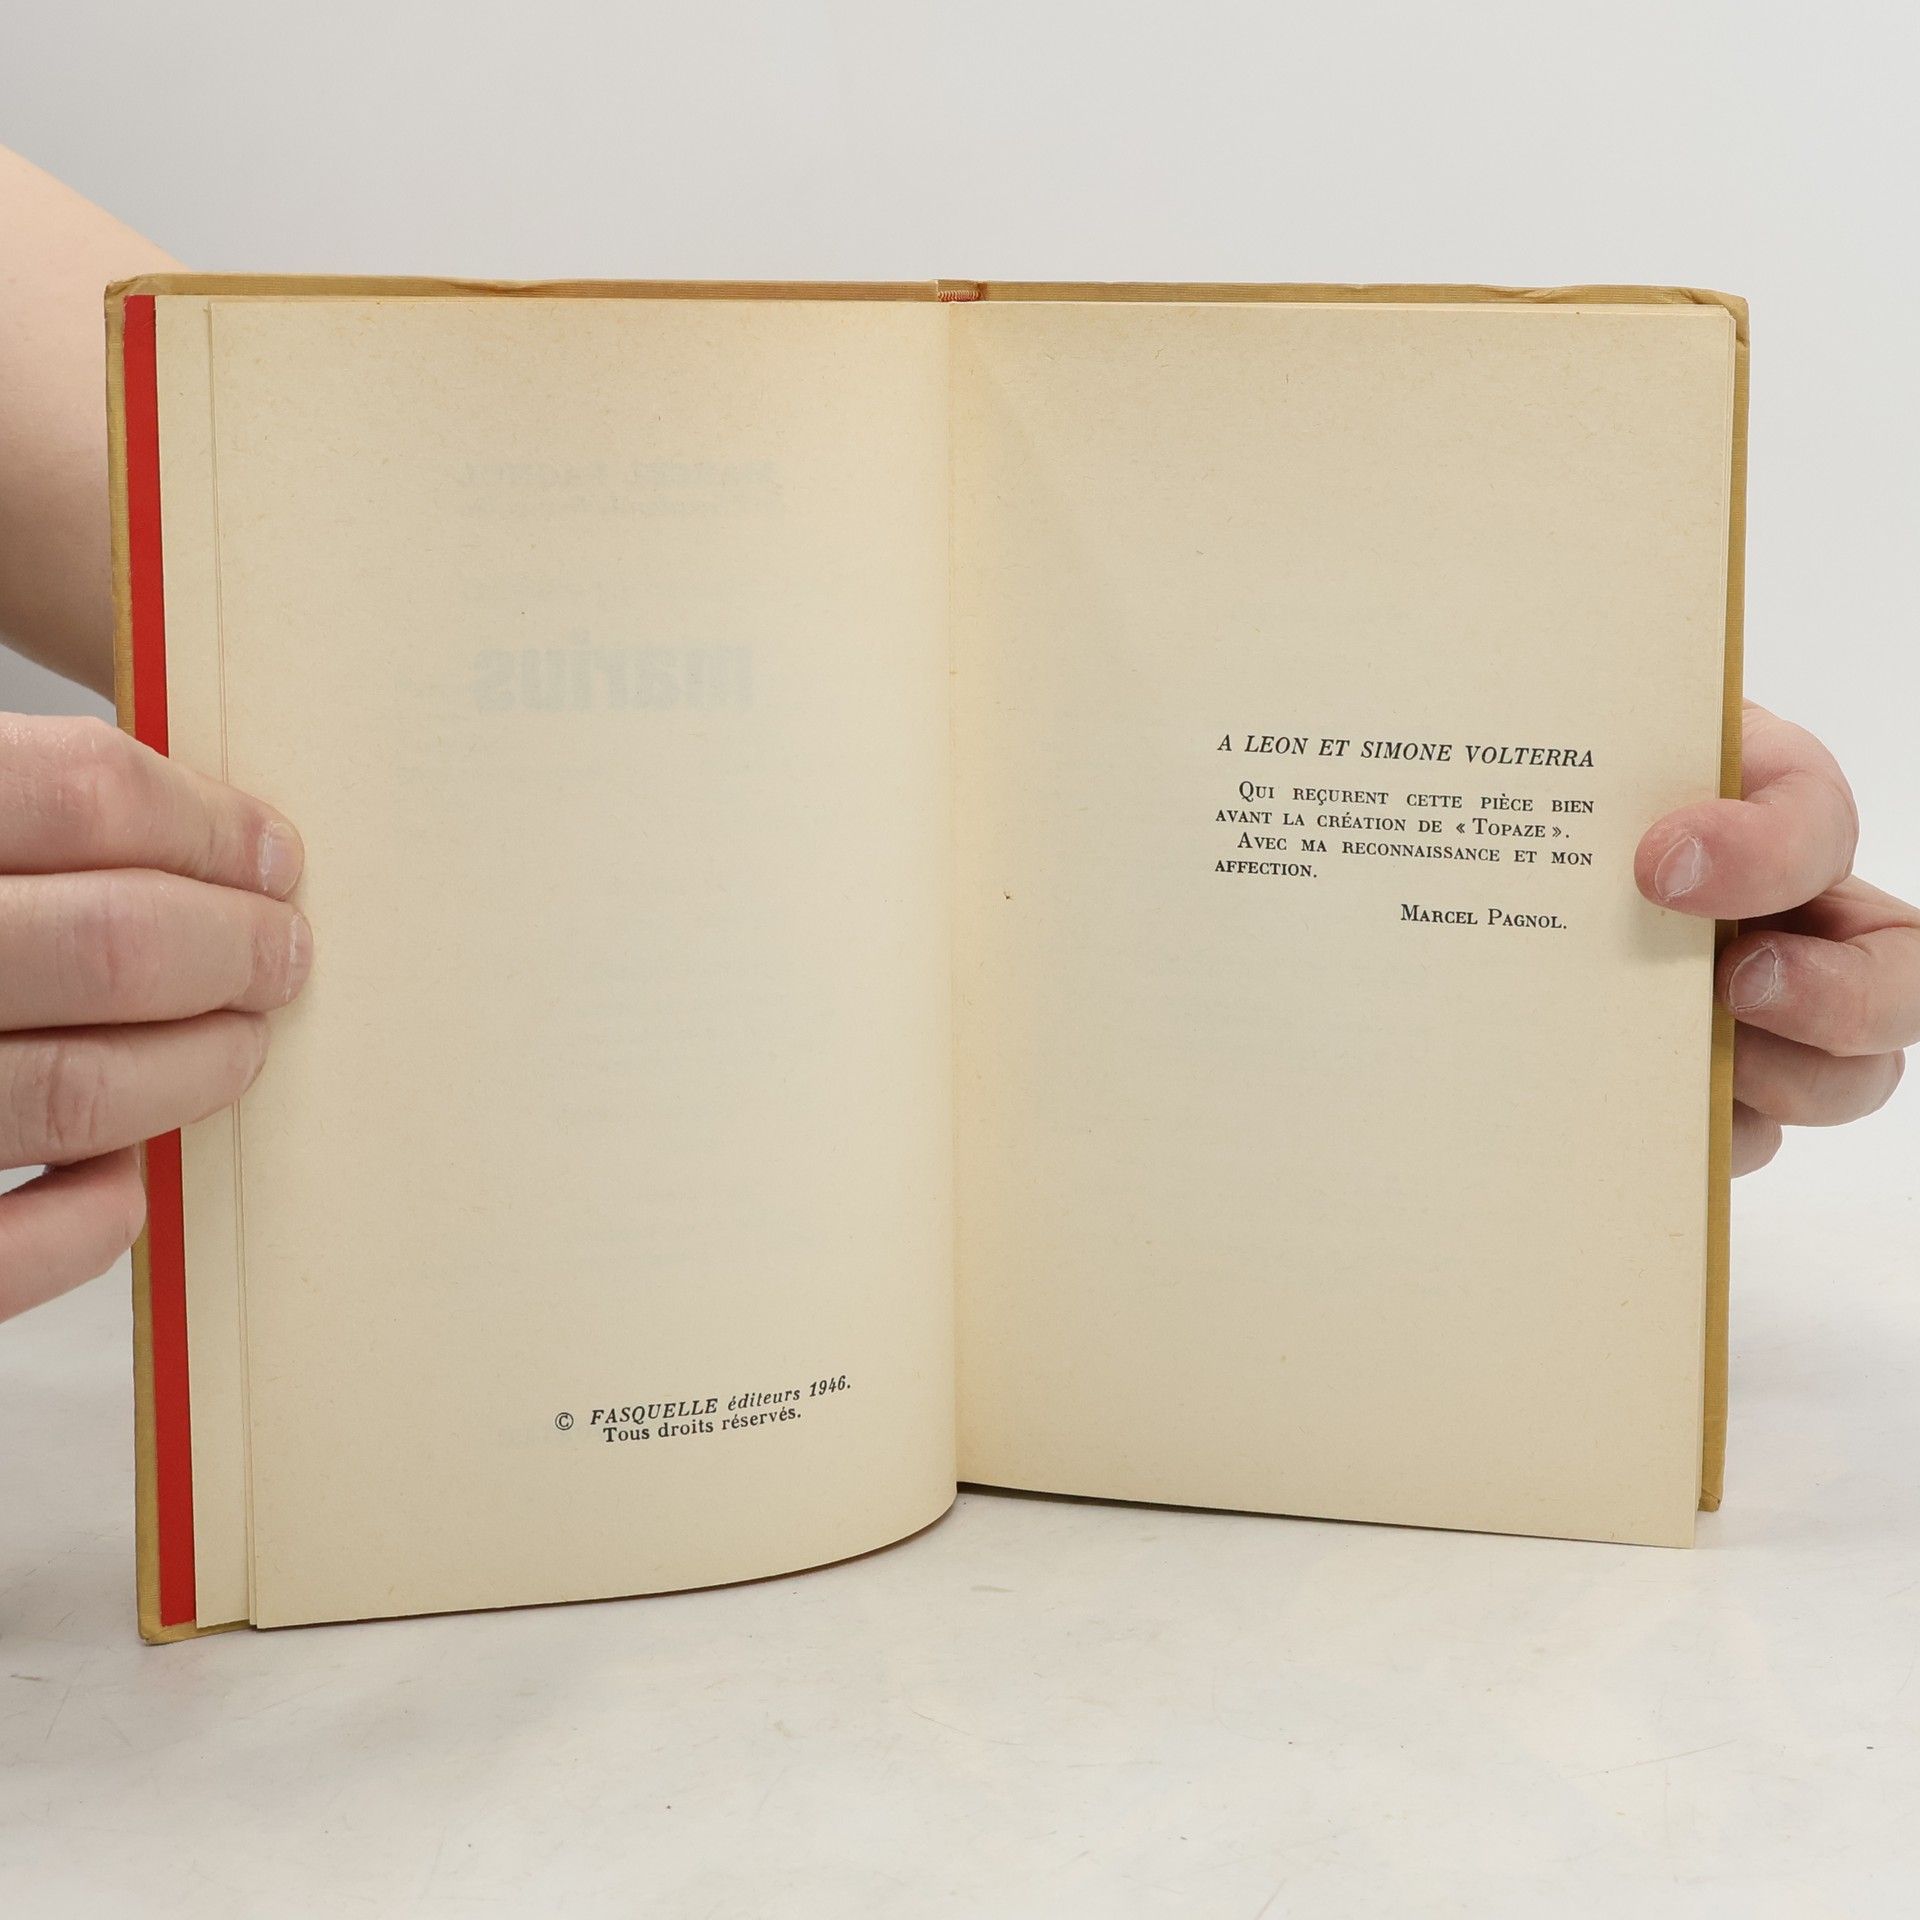 marius
© FASQUELLE éditeurs 1946.
Tous droits réservés.
A LEON ET SIMONE VOLTERRA
QUI REÇURENT CETTE PIÈCE BIEN
AVANT LA CRÉATION DE « TOPAZE ».
AVEC MA RECONNAISSANCE ET MON
AFFECTION.
MARCEL PAGNOL.